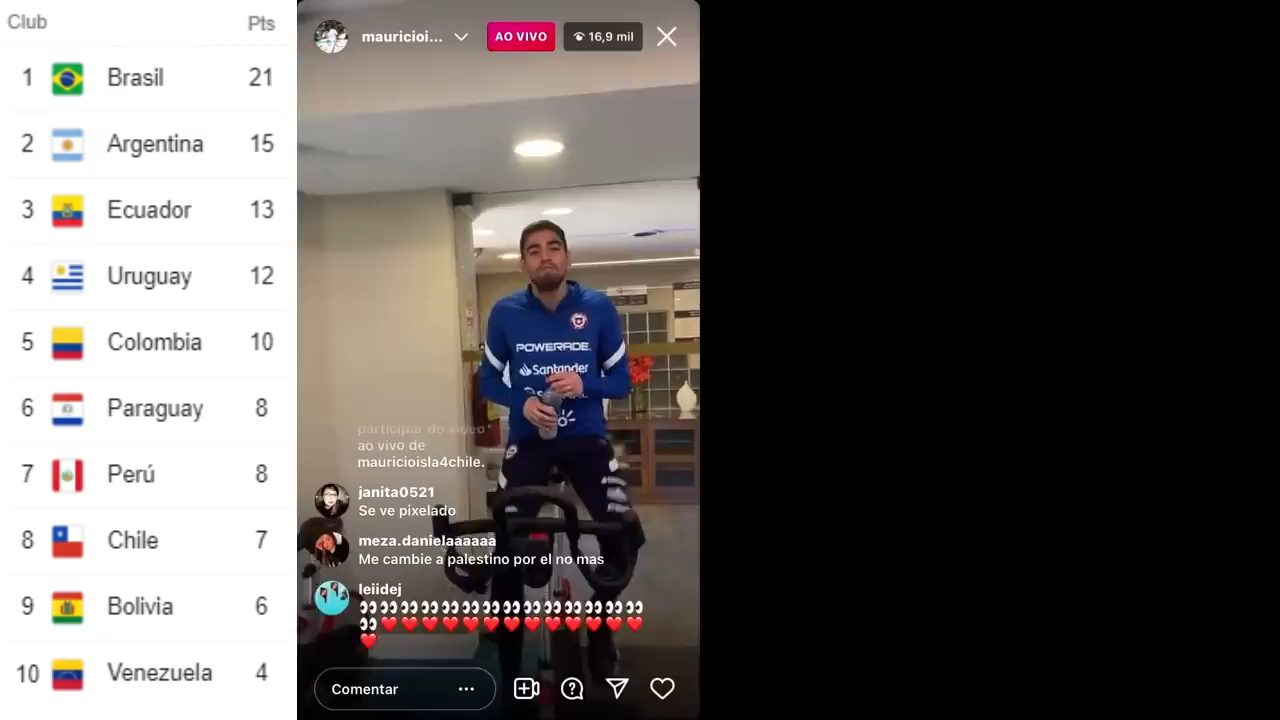 Club Pts
1 Brasil 21
2 Argentina 15
3 Ecuador 13
4 Uruguay 12
5 Colombia 10
6 Paraguay 8
7 Perú 8
8 Chile 7
9 Bolivia 6
10 Venezuela 4
mauricioi... AO VIVO 16,9 mil
POWERADE
Santander
participar do vídeo
ao vivo de
mauricioisla4chile.
janita0521
Se ve pixelado
meza.danielaaaaaa
Me cambie a palestino por el no mas
leiidej
👀👀👀👀👀👀👀👀👀👀👀👀👀👀
👀❤️❤️❤️❤️❤️❤️❤️❤️❤️❤️❤️❤️❤️
❤️
Comentar ...